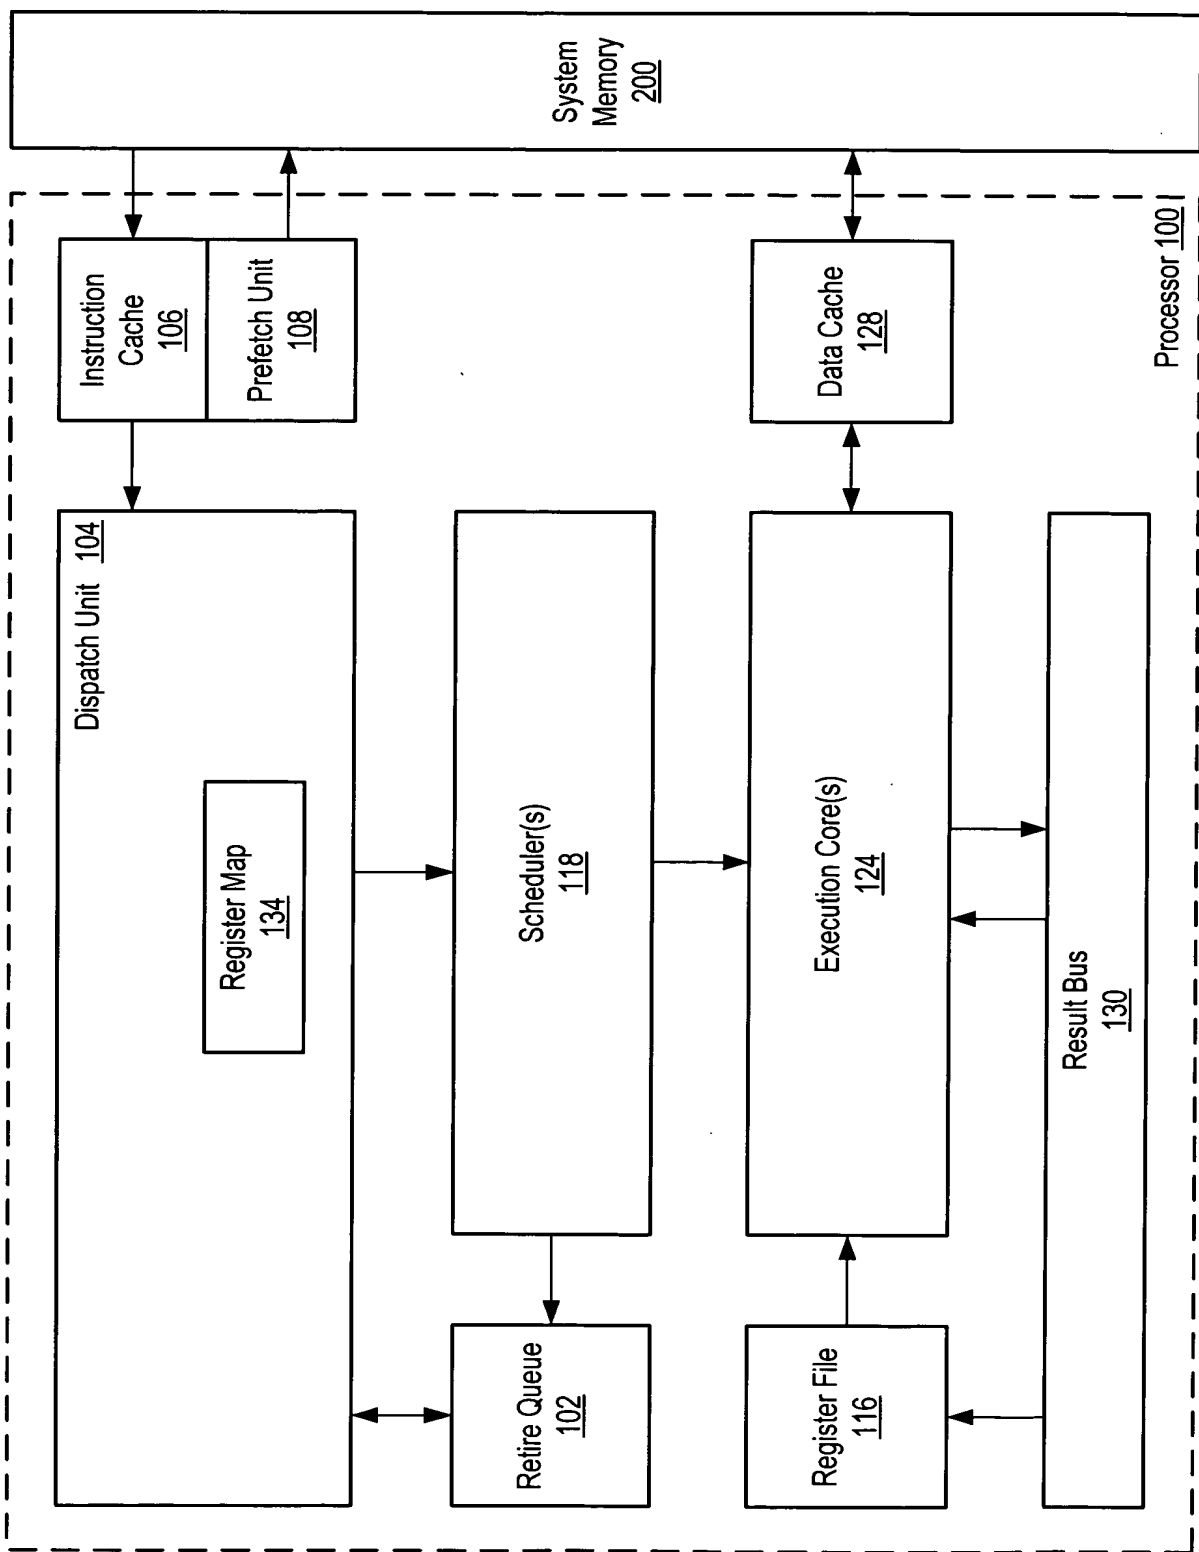 System
Memory
200
Instruction
Cache
106
Prefetch Unit
108
Data Cache
128
Processor 100
Dispatch Unit 104
Register Map
134
Scheduler(s)
118
Execution Core(s)
124
Result Bus
130
Retire Queue
102
Register File
116